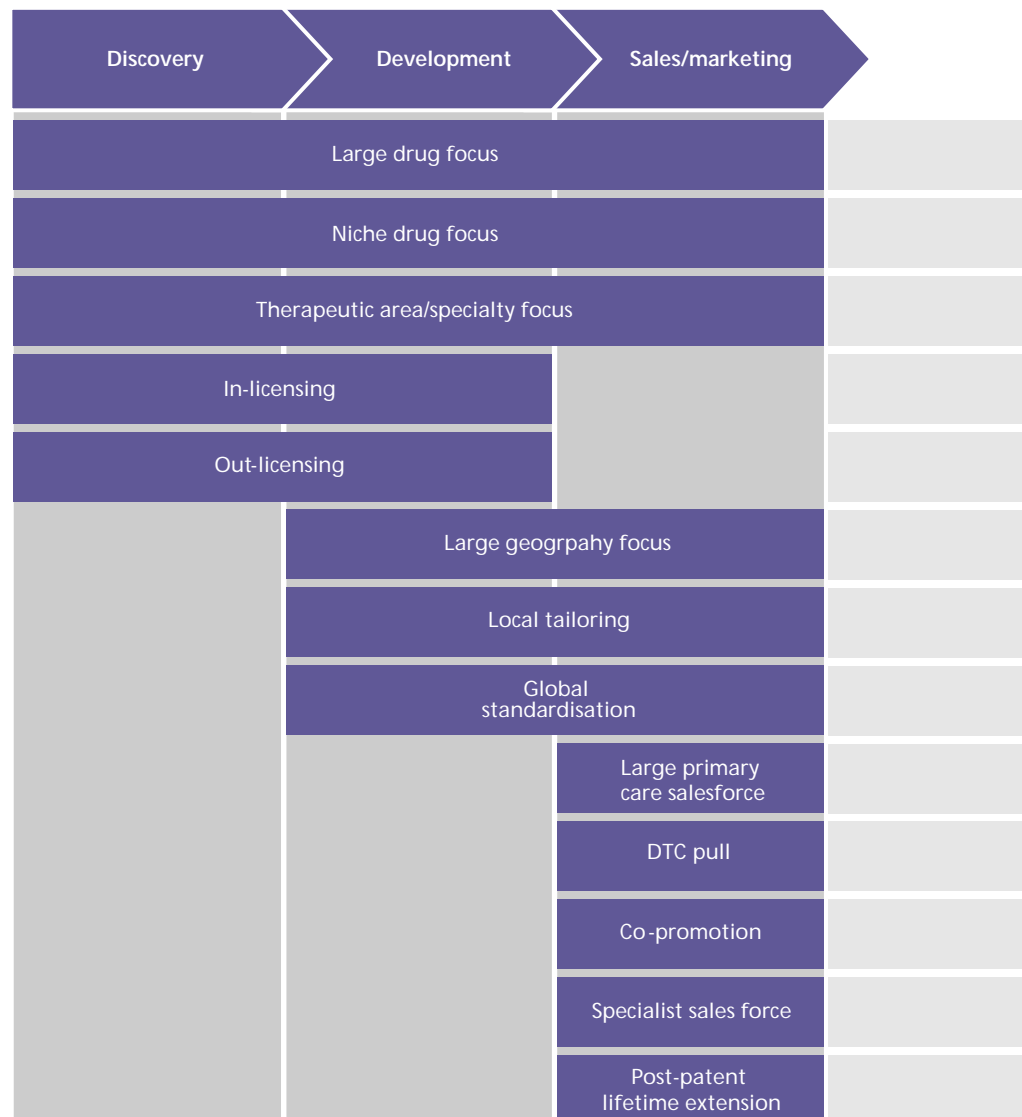 Discovery
Development
Sales/marketing
Large drug focus
Niche drug focus
Therapeutic area/specialty focus
In-licensing
Out-licensing
Large geogrpahy focus
Local tailoring
Global
standardisation
Large primary
care salesforce
DTC pull
Co-promotion
Specialist sales force
Post-patent
lifetime extension